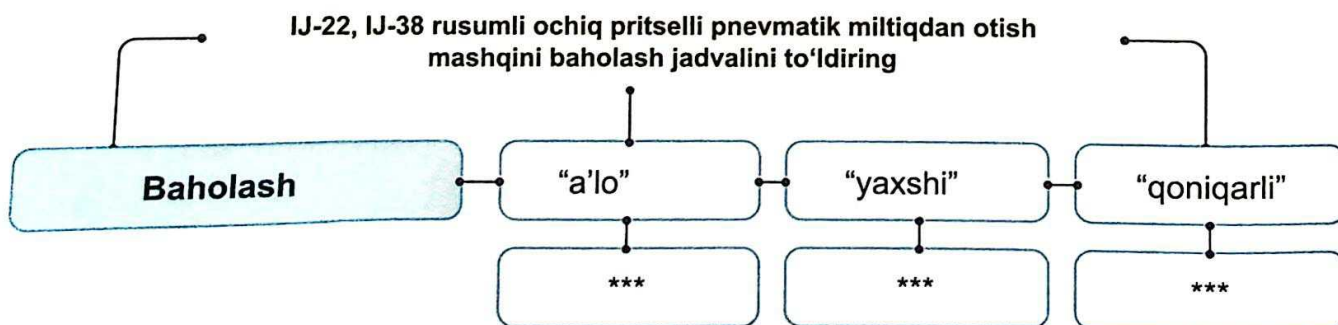 IJ-22, IJ-38 rusumli ochiq pritselli pnevmatik miltiqdan otish
mashqini baholash jadvalini to‘ldiring
Baholash
“a’lo”
“yaxshi”
“qoniqarli”
***
***
***